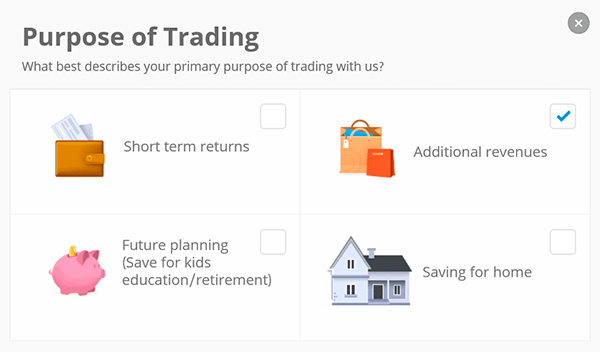 Purpose of Trading
What best describes your primary purpose of trading with us?
Short term returns
Additional revenues
Future planning
(Save for kids
education/retirement)
Saving for home